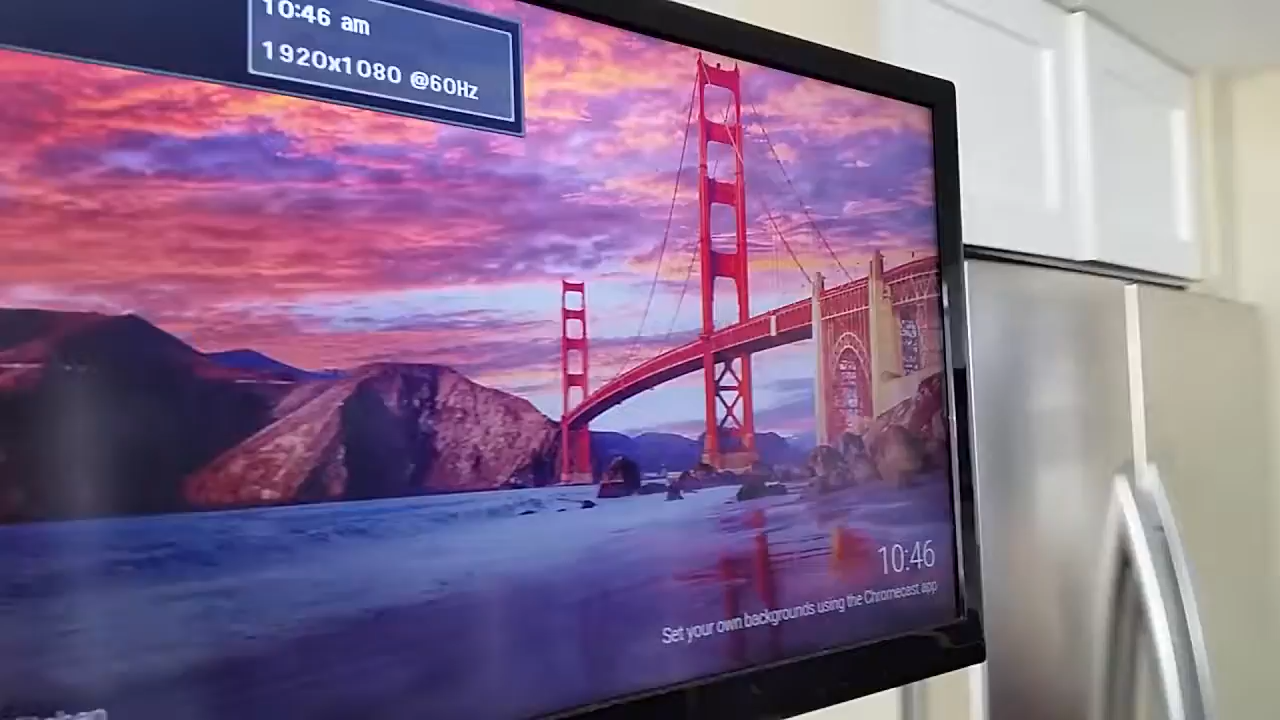 10:46 am
1920x1080 @60Hz
10:46
Set your own backgrounds using the Chromecast app